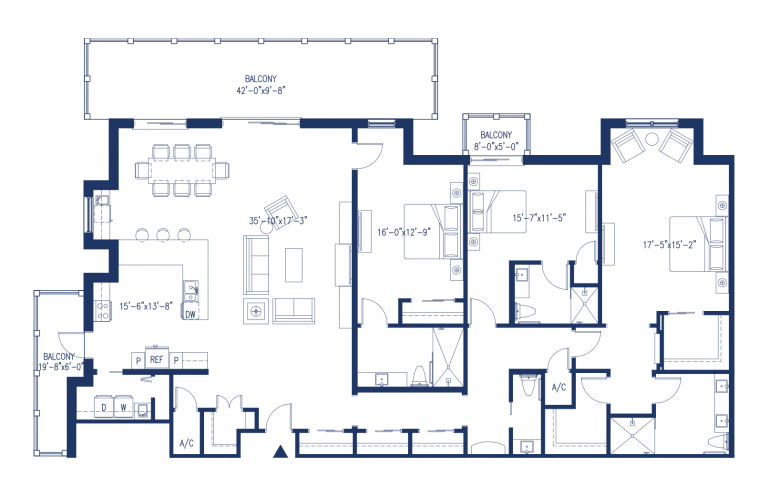 BALCONY
42'-0"x9'-8"
BALCONY
8'-0"x5'-0"
35'-10"x17'-3"
16'-0"x12'-9"
15'-7"x11'-5"
17'-5"x15'-2"
15'-6"x13'-8"
DW
BALCONY
19'-8"x6'-0"
P REF P
D W
A/C
A/C